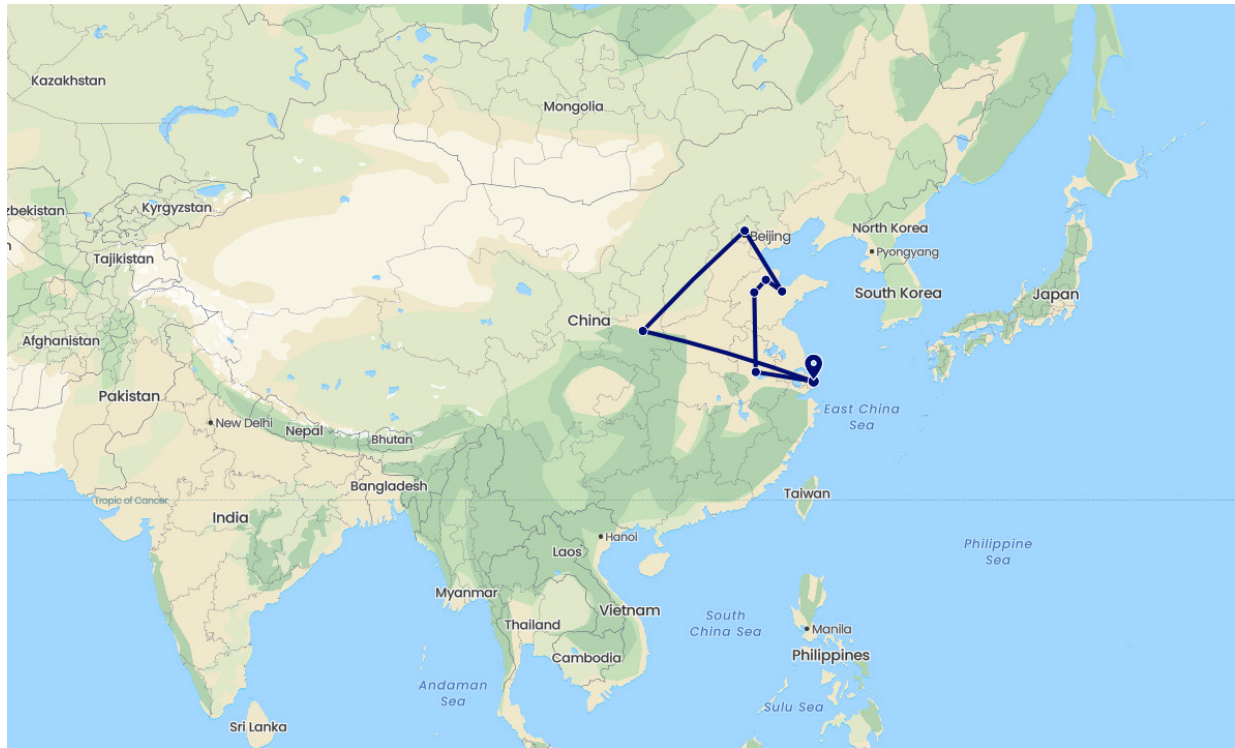 Kazakhstan
Mongolia
zbekistan
Kyrgyzstan
North Korea
Beijing
Pyongyang
Tajikistan
South Korea
Japan
China
Afghanistan
Pakistan
East China
Sea
New Delhi
Nepal
Bhutan
Bangladesh
Taiwan
Tropic of Cancer
India
Hanoi
Philippine
Sea
Laos
Myanmar
Vietnam
South
China Sea
Thailand
Manila
Cambodia
Philippines
Andaman
Sea
Sulu Sea
Sri Lanka